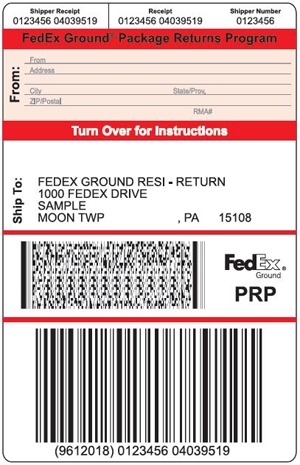 Shipper Receipt Receipt Shipper Number
0123456 04039519 0123456 04039519 0123456
FedEx Ground® Package Returns Program
From:
From
Address
City State/Prov.
ZIP/Postal
RMA#
Turn Over for Instructions
Ship To:
FEDEX GROUND RESI - RETURN
1000 FEDEX DRIVE
SAMPLE
MOON TWP , PA 15108
FedEx®
Ground
PRP
(9612018) 0123456 04039519